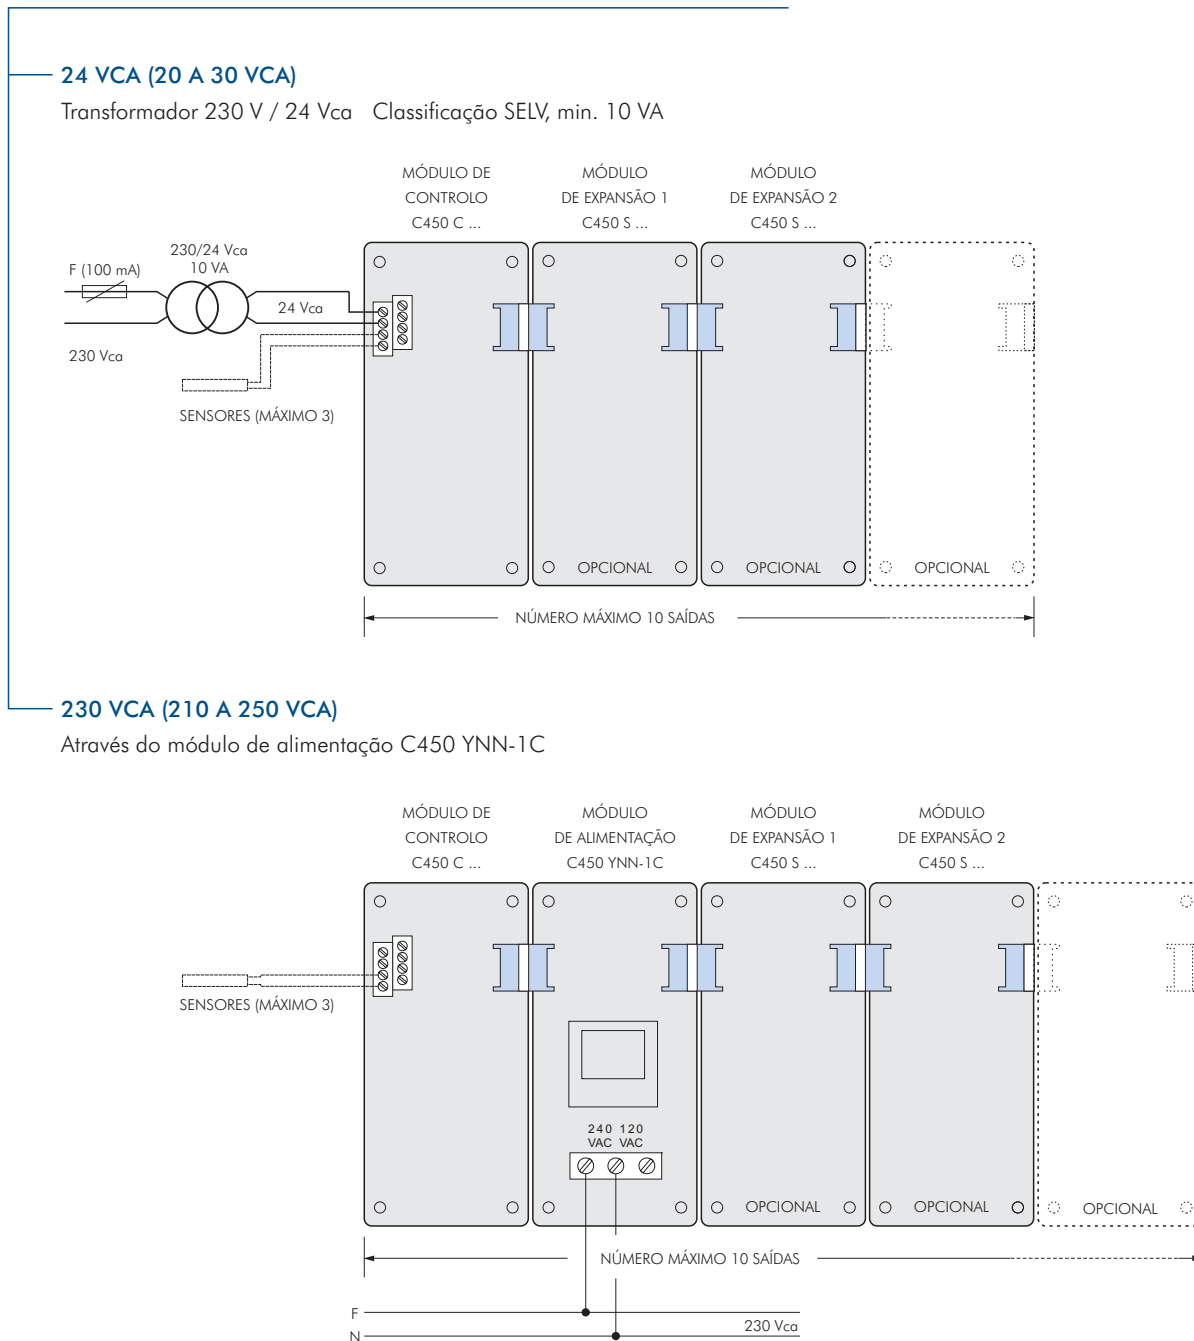 24 VCA (20 A 30 VCA)
Transformador 230 V / 24 Vca Classificação SELV, min. 10 VA
MÓDULO DE
CONTROLO
C450 C ...
MÓDULO
DE EXPANSÃO 1
C450 S ...
MÓDULO
DE EXPANSÃO 2
C450 S ...
230/24 Vca
10 VA
F (100 mA)
24 Vca
230 Vca
SENSORES (MÁXIMO 3)
OPCIONAL
OPCIONAL
OPCIONAL
NÚMERO MÁXIMO 10 SAÍDAS
230 VCA (210 A 250 VCA)
Através do módulo de alimentação C450 YNN-1C
MÓDULO DE
CONTROLO
C450 C ...
MÓDULO
DE ALIMENTAÇÃO
C450 YNN-1C
MÓDULO
DE EXPANSÃO 1
C450 S ...
MÓDULO
DE EXPANSÃO 2
C450 S ...
SENSORES (MÁXIMO 3)
240 120
VAC VAC
OPCIONAL
OPCIONAL
OPCIONAL
NÚMERO MÁXIMO 10 SAÍDAS
F
230 Vca
N